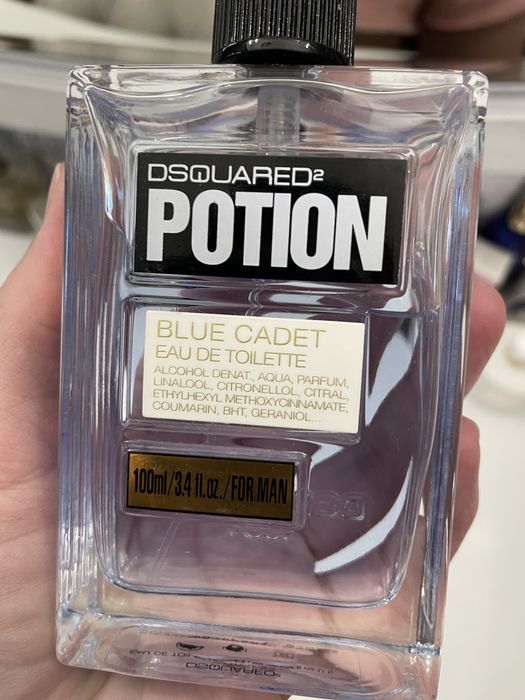 DSQUARED²
POTION
BLUE CADET
EAU DE TOILETTE
ALCOHOL DENAT., AQUA, PARFUM,
LINALOOL, CITRONELLOL, CITRAL,
ETHYLHEXYL METHOXYCINNAMATE,
COUMARIN, BHT, GERANIOL...
100ml/3.4 fl.oz./FOR MAN
DSQUARED²